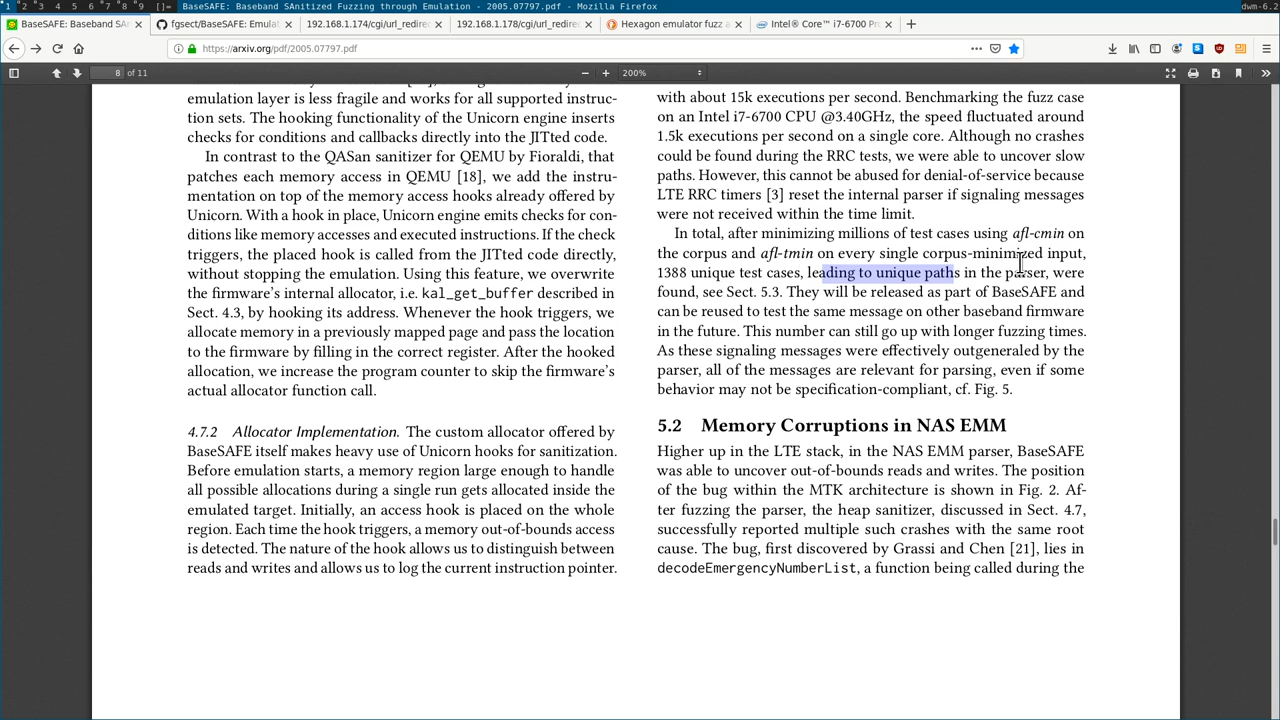 1 2 3 4 5 6 7 8 9 []= BaseSAFE: Baseband SAnitized Fuzzing through Emulation - 2005.07797.pdf - Mozilla Firefox dwm-6.2
BaseSAFE: Baseband SA
fgsect/BaseSAFE: Emulat
192.168.1.174/cgi/url_redire
192.168.1.178/cgi/url_redire
Hexagon emulator fuzz a
Intel® Core™ i7-6700 Pro
https://arxiv.org/pdf/2005.07797.pdf
8 of 11
200%
emulation layer is less fragile and works for all supported instruc-
tion sets. The hooking functionality of the Unicorn engine inserts
checks for conditions and callbacks directly into the JITted code.
In contrast to the QASan sanitizer for QEMU by Fioraldi, that
patches each memory access in QEMU [18], we add the instru-
mentation on top of the memory access hooks already offered by
Unicorn. With a hook in place, Unicorn engine emits checks for con-
ditions like memory accesses and executed instructions. If the check
triggers, the placed hook is called from the JITted code directly,
without stopping the emulation. Using this feature, we overwrite
the firmware's internal allocator, i.e. kal_get_buffer described in
Sect. 4.3, by hooking its address. Whenever the hook triggers, we
allocate memory in a previously mapped page and pass the location
to the firmware by filling in the correct register. After the hooked
allocation, we increase the program counter to skip the firmware's
actual allocator function call.
4.7.2 Allocator Implementation. The custom allocator offered by
BaseSAFE itself makes heavy use of Unicorn hooks for sanitization.
Before emulation starts, a memory region large enough to handle
all possible allocations during a single run gets allocated inside the
emulated target. Initially, an access hook is placed on the whole
region. Each time the hook triggers, a memory out-of-bounds access
is detected. The nature of the hook allows us to distinguish between
reads and writes and allows us to log the current instruction pointer.
with about 15k executions per second. Benchmarking the fuzz case
on an Intel i7-6700 CPU @3.40GHz, the speed fluctuated around
1.5k executions per second on a single core. Although no crashes
could be found during the RRC tests, we were able to uncover slow
paths. However, this cannot be abused for denial-of-service because
LTE RRC timers [3] reset the internal parser if signaling messages
were not received within the time limit.
In total, after minimizing millions of test cases using afl-cmin on
the corpus and afl-tmin on every single corpus-minimized input,
1388 unique test cases, leading to unique paths in the parser, were
found, see Sect. 5.3. They will be released as part of BaseSAFE and
can be reused to test the same message on other baseband firmware
in the future. This number can still go up with longer fuzzing times.
As these signaling messages were effectively outgenerated by the
parser, all of the messages are relevant for parsing, even if some
behavior may not be specification-compliant, cf. Fig. 5.
5.2 Memory Corruptions in NAS EMM
Higher up in the LTE stack, in the NAS EMM parser, BaseSAFE
was able to uncover out-of-bounds reads and writes. The position
of the bug within the MTK architecture is shown in Fig. 2. Af-
ter fuzzing the parser, the heap sanitizer, discussed in Sect. 4.7,
successfully reported multiple such crashes with the same root
cause. The bug, first discovered by Grassi and Chen [21], lies in
decodeEmergencyNumberList, a function being called during the